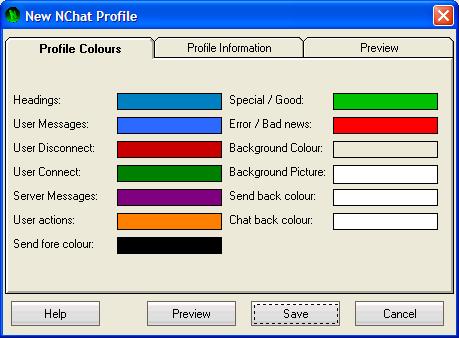 New NChat Profile
Profile Colours
Profile Information
Preview
Headings:
Special / Good:
User Messages:
Error / Bad news:
User Disconnect:
Background Colour:
User Connect:
Background Picture:
Server Messages:
Send back colour:
User actions:
Chat back colour:
Send fore colour:
Help
Preview
Save
Cancel